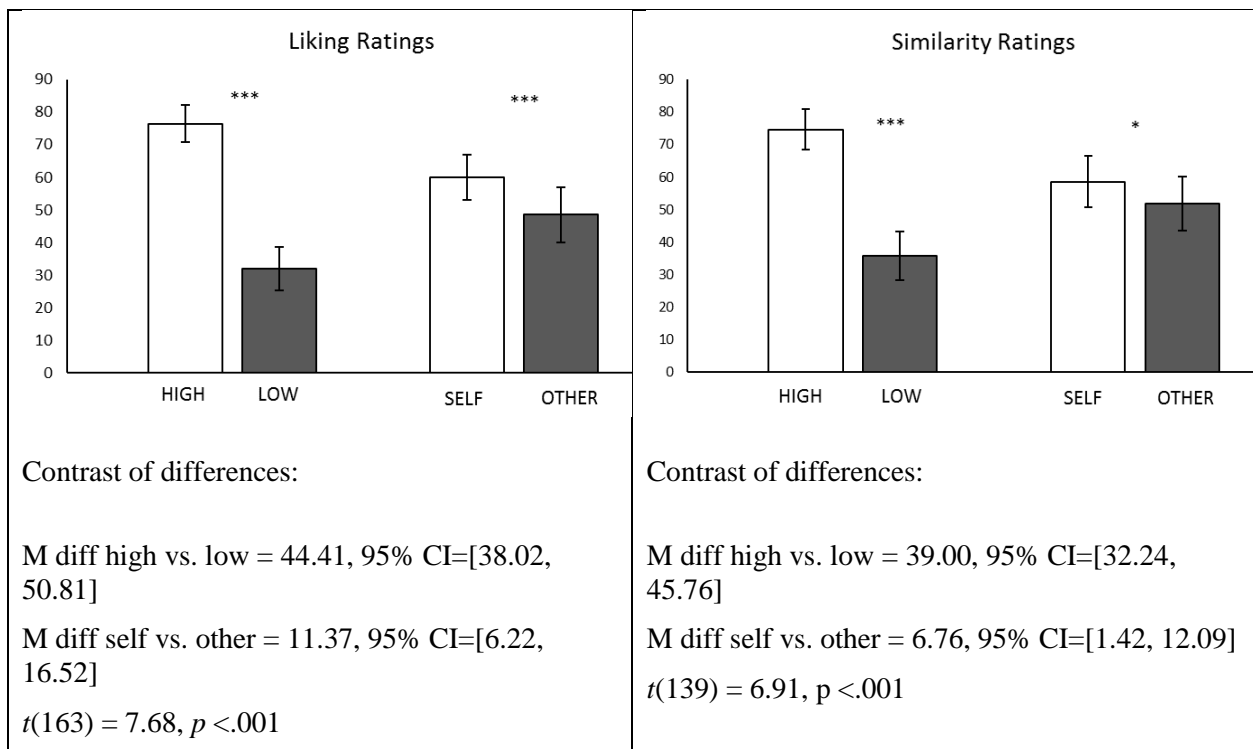 Liking Ratings
90
80
70
60
50
40
30
20
10
0
***
***
HIGH LOW SELF OTHER
Contrast of differences:
M diff high vs. low = 44.41, 95% CI=[38.02,
50.81]
M diff self vs. other = 11.37, 95% CI=[6.22,
16.52]
t(163) = 7.68, p <.001
Similarity Ratings
90
80
70
60
50
40
30
20
10
0
***
*
HIGH LOW SELF OTHER
Contrast of differences:
M diff high vs. low = 39.00, 95% CI=[32.24,
45.76]
M diff self vs. other = 6.76, 95% CI=[1.42, 12.09]
t(139) = 6.91, p <.001